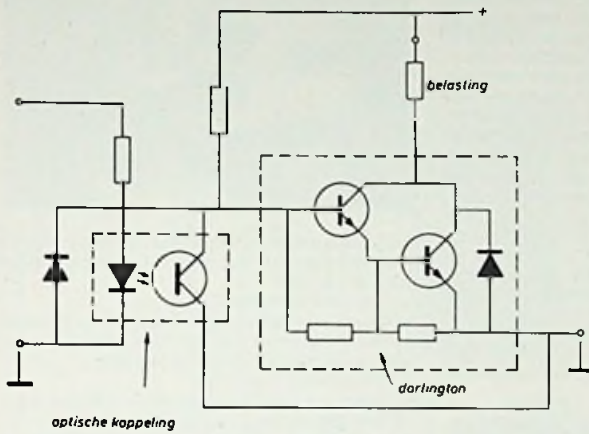 +
belasting
darlington
optische koppeling